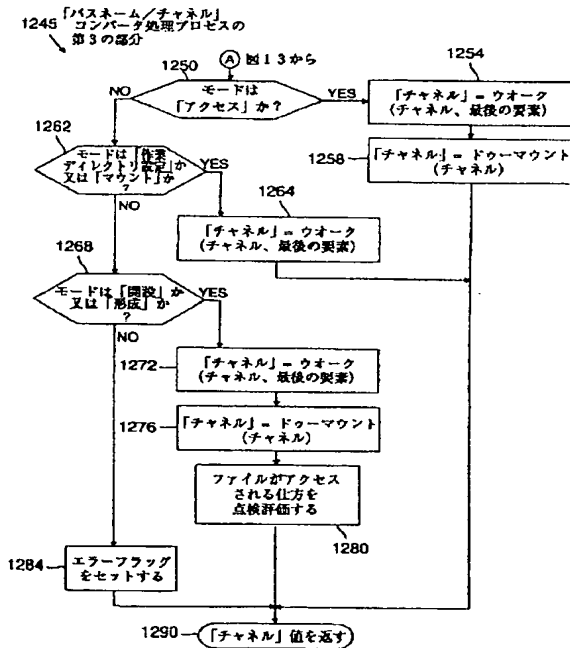 1245
「パスネーム／チャネル」
コンバータ処理プロセスの
第3の部分
A
図13から
1250
モードは
「アクセス」か?
NO
YES
1254
「チャネル」＝ウオーク
(チャネル、最後の要素)
1258
「チャネル」＝ドゥーマウント
(チャネル)
1262
モードは「作業
ディレクトリ設定」か
又は「マウント」か
?
YES
NO
1264
「チャネル」＝ウオーク
(チャネル、最後の要素)
1268
モードは「開設」か
又は「形成」か
?
YES
NO
1272
「チャネル」＝ウオーク
(チャネル、最後の要素)
1276
「チャネル」＝ドゥーマウント
(チャネル)
ファイルがアクセス
される仕方を
点検評価する
1280
1284
エラーフラッグ
をセットする
1290
「チャネル」値を返す